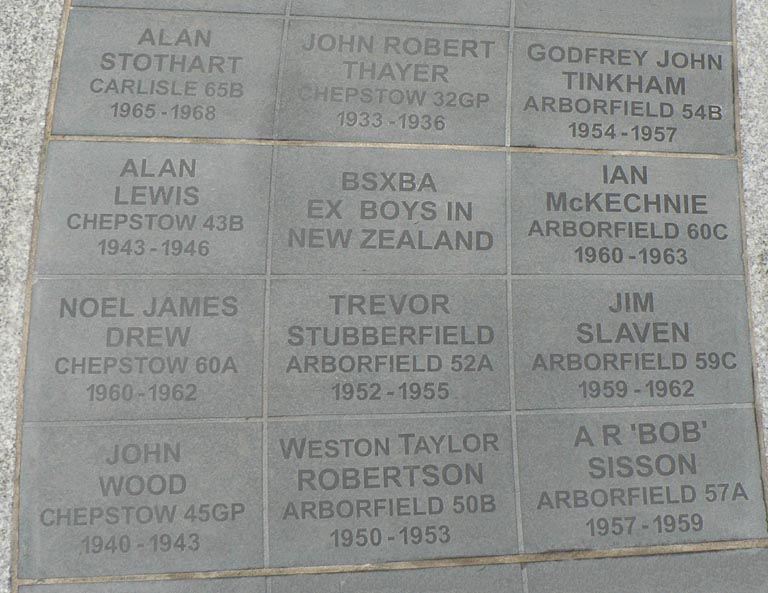 ALAN
STOTHART
CARLISLE 65B
1965 - 1968
JOHN ROBERT
THAYER
CHEPSTOW 32GP
1933 - 1936
GODFREY JOHN
TINKHAM
ARBORFIELD 54B
1954 - 1957
ALAN
LEWIS
CHEPSTOW 43B
1943 - 1946
BSXBA
EX BOYS IN
NEW ZEALAND
IAN
McKECHNIE
ARBORFIELD 60C
1960 - 1963
NOEL JAMES
DREW
CHEPSTOW 60A
1960 - 1962
TREVOR
STUBBERFIELD
ARBORFIELD 52A
1952 - 1955
JIM
SLAVEN
ARBORFIELD 59C
1959 - 1962
JOHN
WOOD
CHEPSTOW 45GP
1940 - 1943
WESTON TAYLOR
ROBERTSON
ARBORFIELD 50B
1950 - 1953
A R 'BOB'
SISSON
ARBORFIELD 57A
1957 - 1959